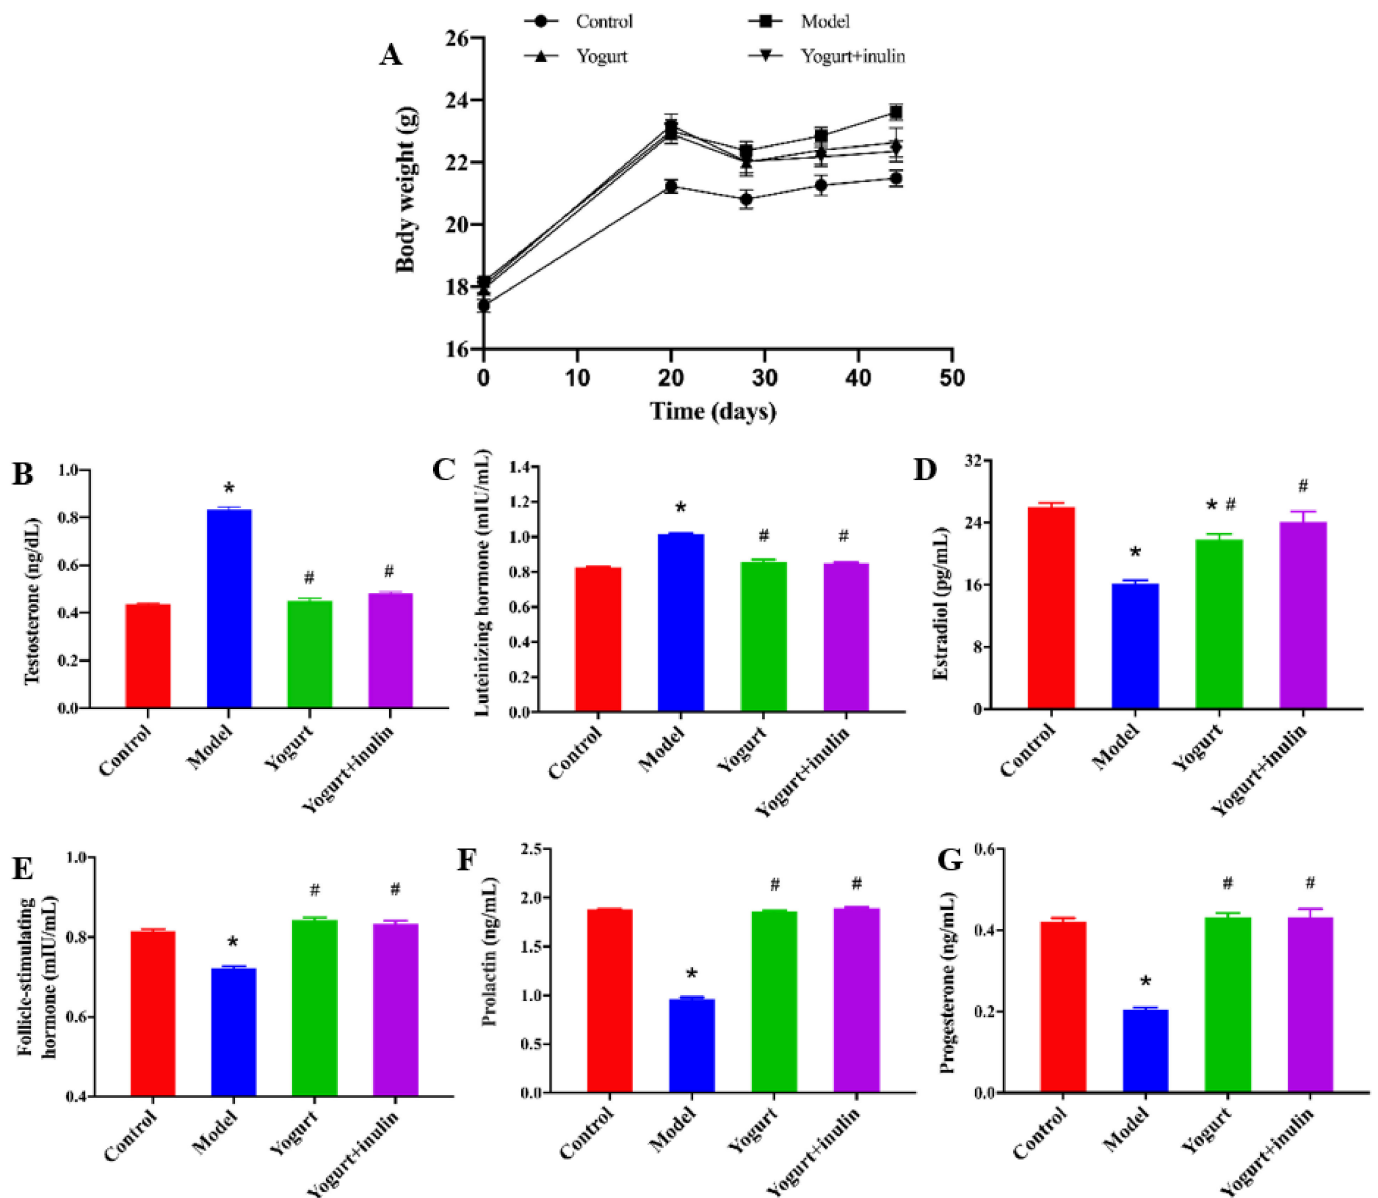 A
Control
Model
Yogurt
Yogurt+inulin
Body weight (g)
26
24
22
20
18
16
0 10 20 30 40 50
Time (days)
B
Testosterone (ng/dL)
1.0
0.8
0.6
0.4
0.2
0.0
*
#
#
Control
Model
Yogurt
Yogurt+inulin
C
Luteinizing hormone (mIU/mL)
1.4
1.2
1.0
0.8
0.6
0.4
0.2
0.0
*
#
#
Control
Model
Yogurt
Yogurt+inulin
D
Estradiol (pg/mL)
32
24
16
8
0
*
* #
#
Control
Model
Yogurt
Yogurt+inulin
E
Follicle-stimulating
hormone (mIU/mL)
1.0
0.8
0.6
0.4
*
#
#
Control
Model
Yogurt
Yogurt+inulin
F
Prolactin (ng/mL)
2.5
2.0
1.5
1.0
0.5
0.0
*
#
#
Control
Model
Yogurt
Yogurt+inulin
G
Progesterone (ng/mL)
0.6
0.4
0.2
0.0
*
#
#
Control
Model
Yogurt
Yogurt+inulin